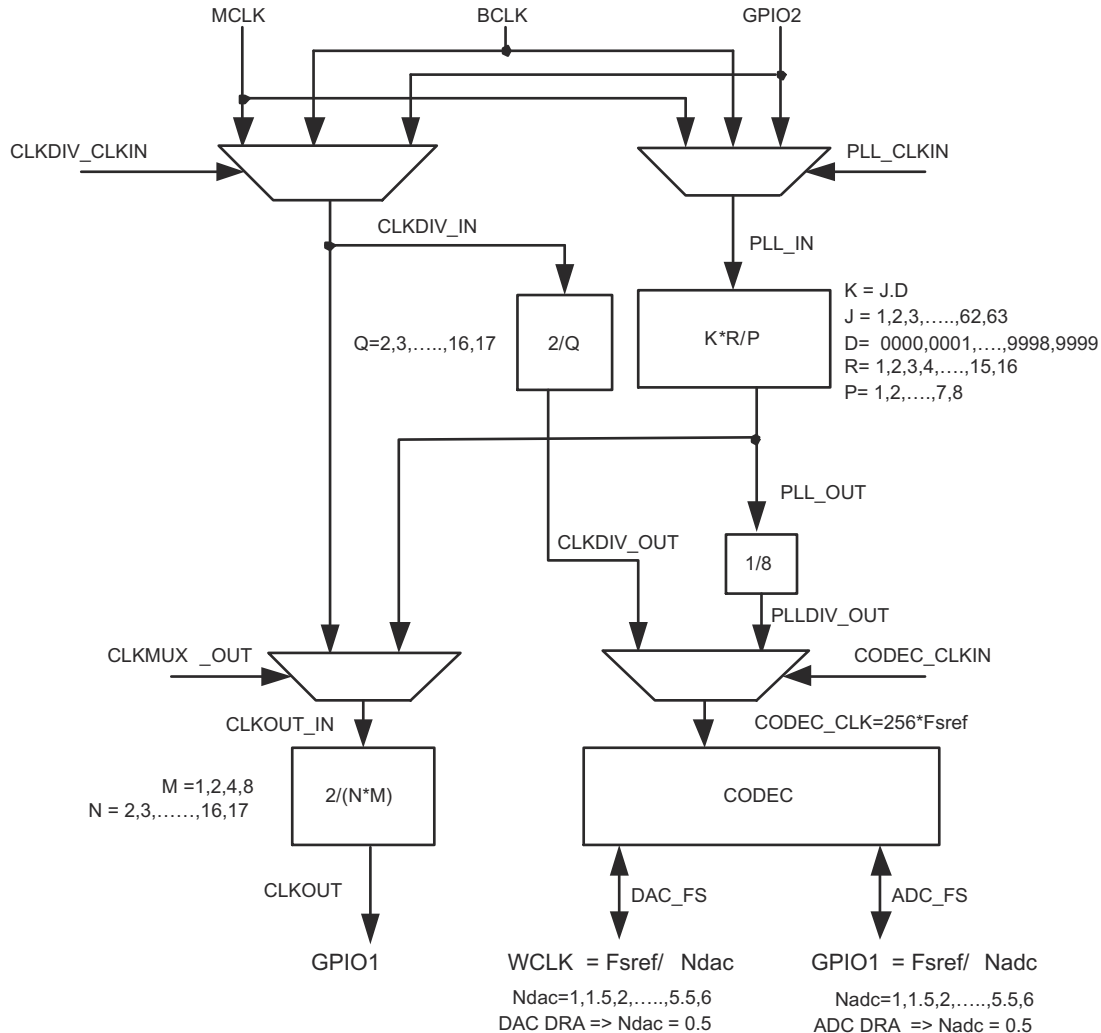 MCLK
BCLK
GPIO2
CLKDIV_CLKIN
PLL_CLKIN
CLKDIV_IN
PLL_IN
Q=2,3,…..,16,17
2/Q
K*R/P
K = J.D
J = 1,2,3,…..,62,63
D= 0000,0001,….,9998,9999
R= 1,2,3,4,….,15,16
P= 1,2,….,7,8
PLL_OUT
CLKDIV_OUT
1/8
PLLDIV_OUT
CLKMUX _OUT
CODEC_CLKIN
CLKOUT_IN
CODEC_CLK=256*Fsref
M =1,2,4,8
N = 2,3,……,16,17
2/(N*M)
CODEC
CLKOUT
DAC_FS
ADC_FS
GPIO1
WCLK = Fsref/ Ndac
GPIO1 = Fsref/ Nadc
Ndac=1,1.5,2,…..,5.5,6
DAC DRA => Ndac = 0.5
Nadc=1,1.5,2,…..,5.5,6
ADC DRA => Nadc = 0.5